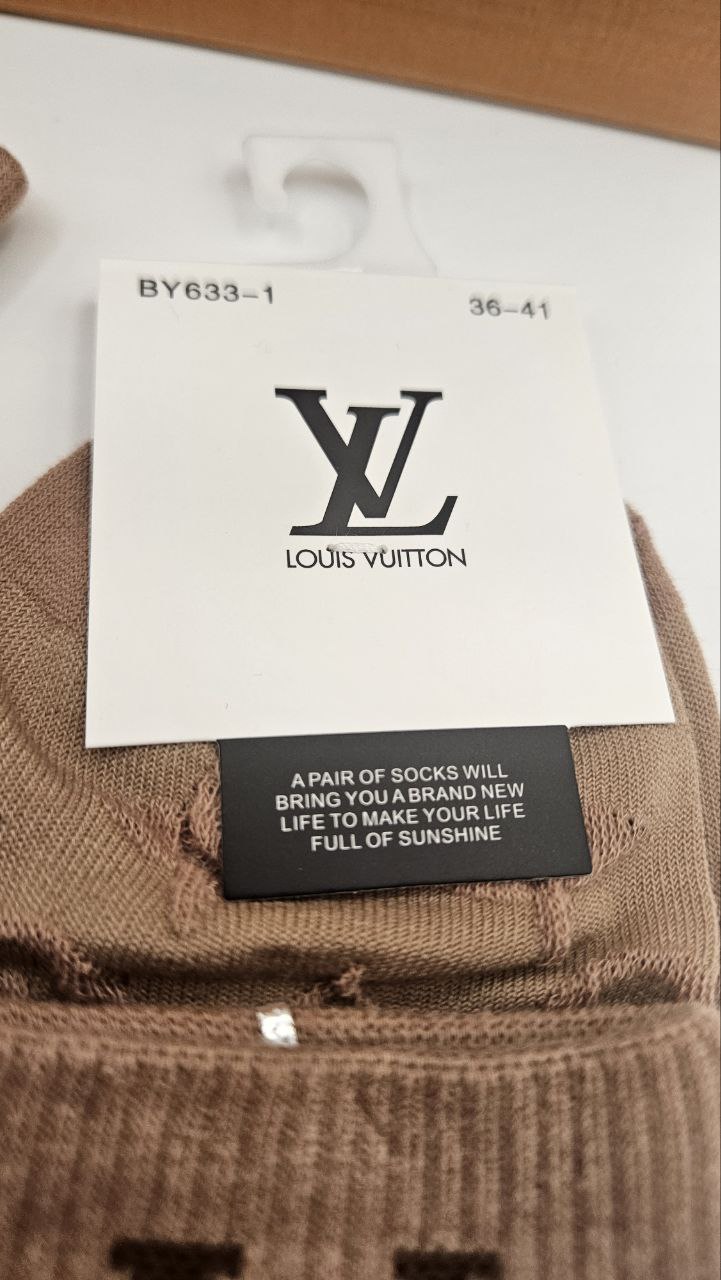 BY633-1
36-41
LV
LOUIS VUITTON
A PAIR OF SOCKS WILL
BRING YOU A BRAND NEW
LIFE TO MAKE YOUR LIFE
FULL OF SUNSHINE